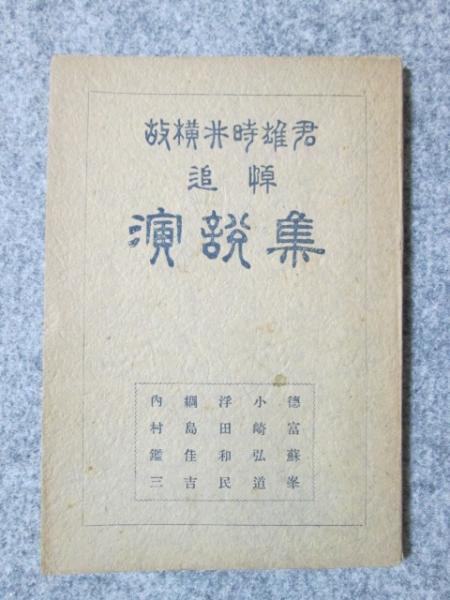 故横井時雄君
追悼
演説集
徳富蘇峯
小崎弘道
浮田和民
綱島佳吉
内村鑑三